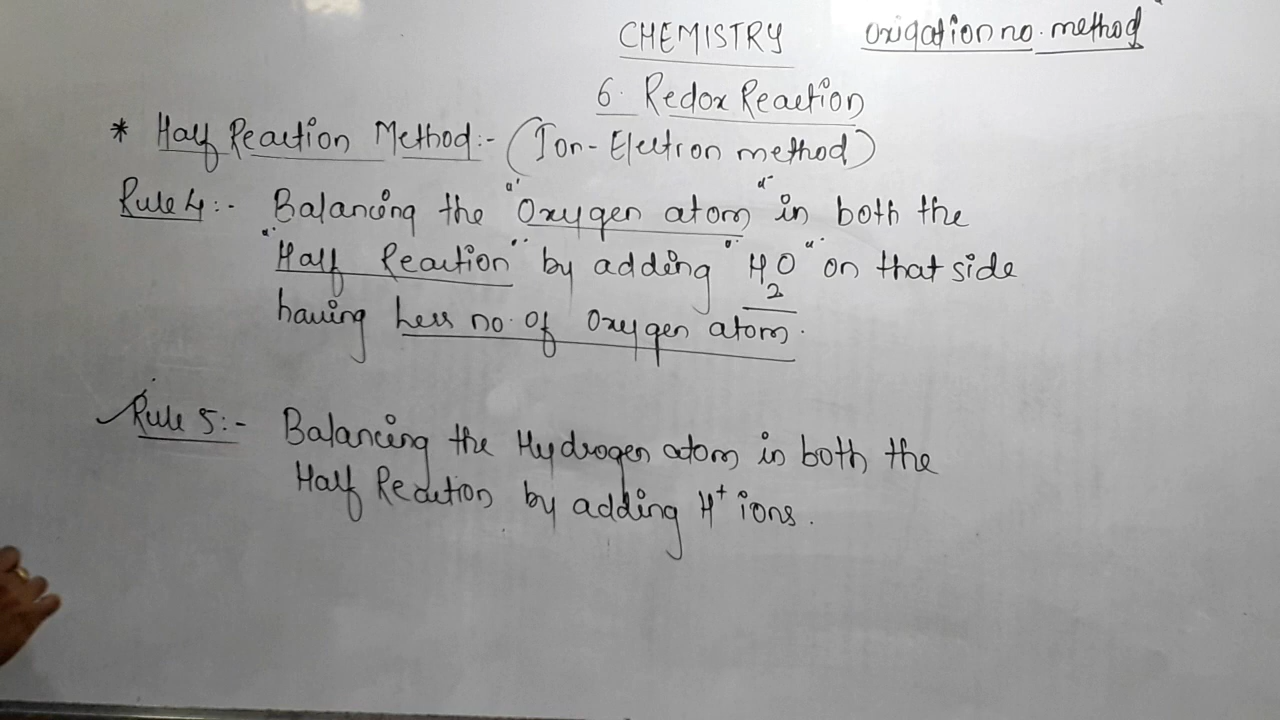 CHEMISTRY oxigation no. method
6. Redox Reaction
* Half Reaction Method:- (Ion-Electron method)
Rule 4:- Balancing the "Oxygen atom" in both the
"Half Reaction" by adding "H₂O" on that side
having Less no. of Oxygen atom.
Rule 5:- Balancing the Hydrogen atom in both the
Half Reaction by adding H⁺ ions.